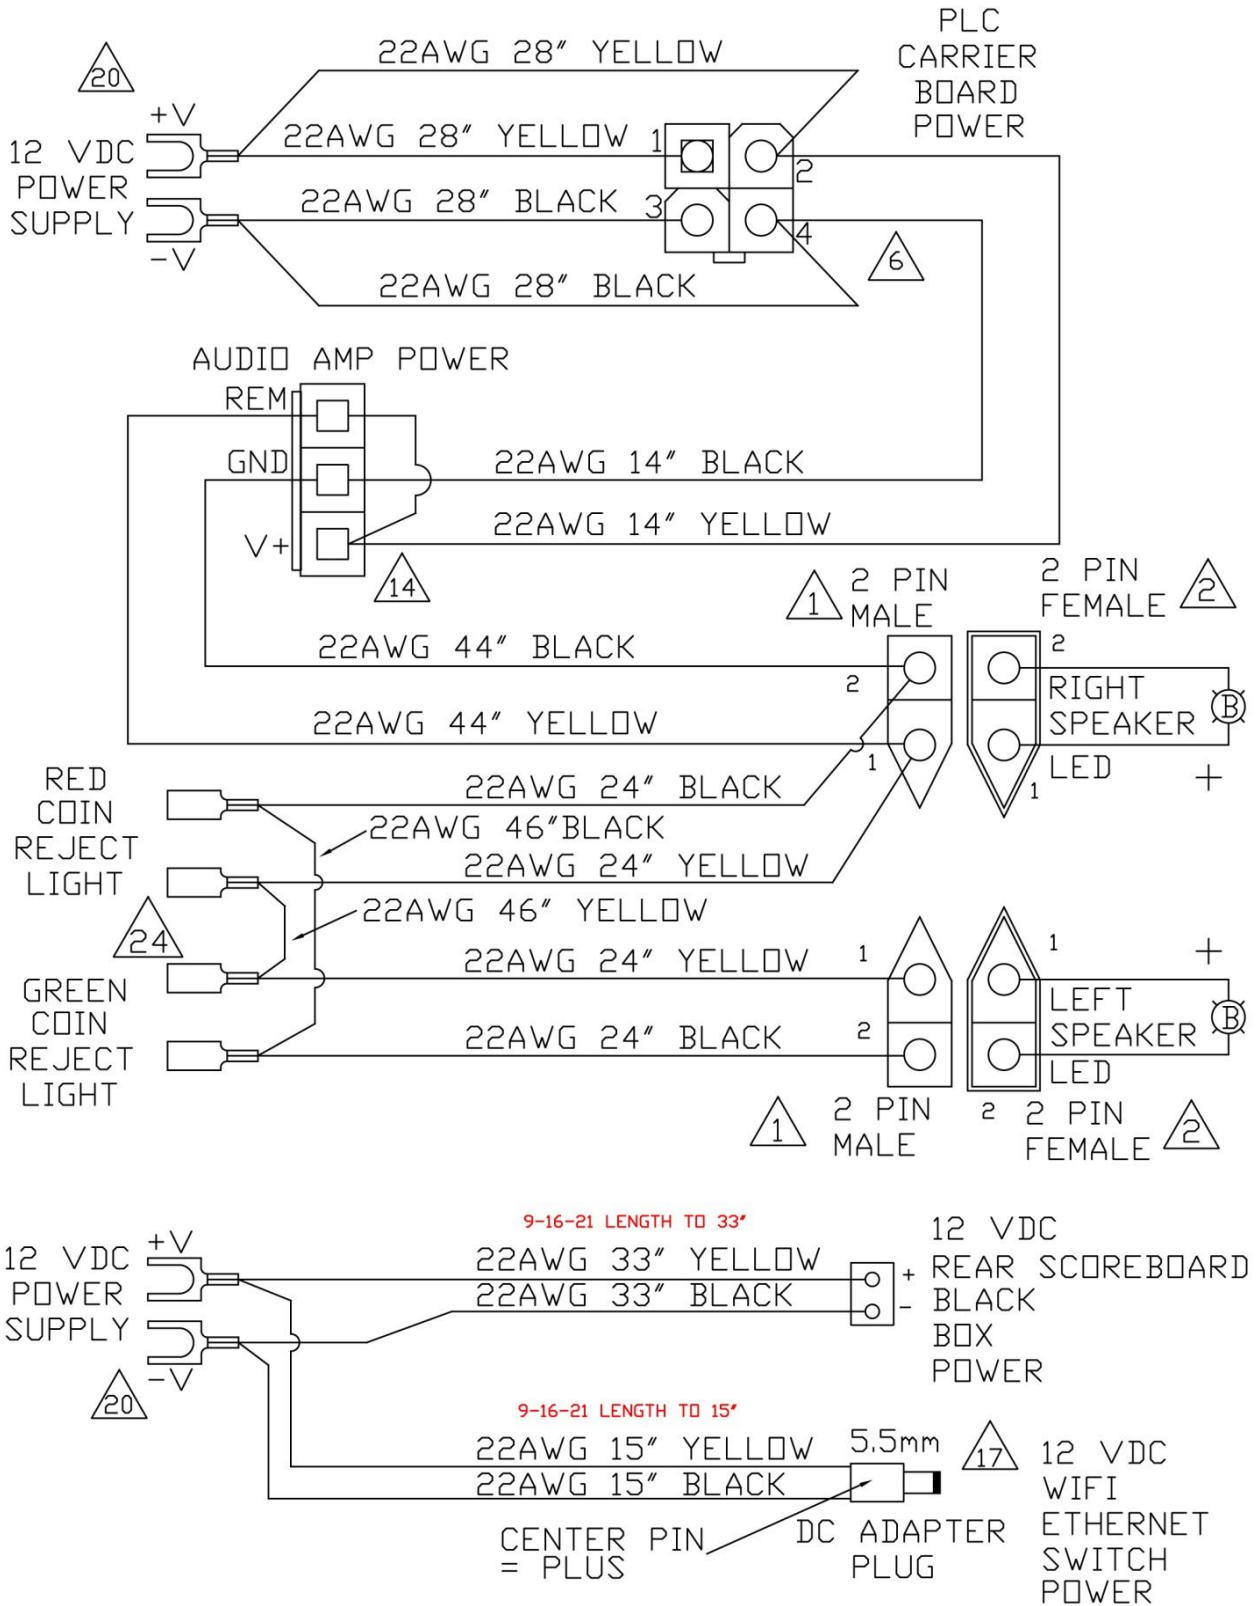 22AWG 28″ YELLOW
PLC
CARRIER
BOARD
POWER
20
+V
12 VDC
POWER
SUPPLY
-V
22AWG 28″ YELLOW
1
2
22AWG 28″ BLACK
3
4
6
22AWG 28″ BLACK
AUDIO AMP POWER
REM
GND
V+
22AWG 14″ BLACK
22AWG 14″ YELLOW
14
1
2 PIN
MALE
2 PIN
FEMALE
2
22AWG 44″ BLACK
2
2
RIGHT
SPEAKER
LED
B
22AWG 44″ YELLOW
1
1
+
RED
COIN
REJECT
LIGHT
22AWG 24″ BLACK
22AWG 46″BLACK
22AWG 24″ YELLOW
22AWG 46″ YELLOW
24
GREEN
COIN
REJECT
LIGHT
22AWG 24″ YELLOW
1
1
+
LEFT
SPEAKER
LED
B
22AWG 24″ BLACK
2
2
1
2 PIN
MALE
2 PIN
FEMALE
2
9-16-21 LENGTH TO 33″
12 VDC
POWER
SUPPLY
+V
-V
20
22AWG 33″ YELLOW
22AWG 33″ BLACK
+
-
12 VDC
REAR SCOREBOARD
BLACK
BOX
POWER
9-16-21 LENGTH TO 15″
22AWG 15″ YELLOW
22AWG 15″ BLACK
5.5mm
17
CENTER PIN
= PLUS
DC ADAPTER
PLUG
12 VDC
WIFI
ETHERNET
SWITCH
POWER